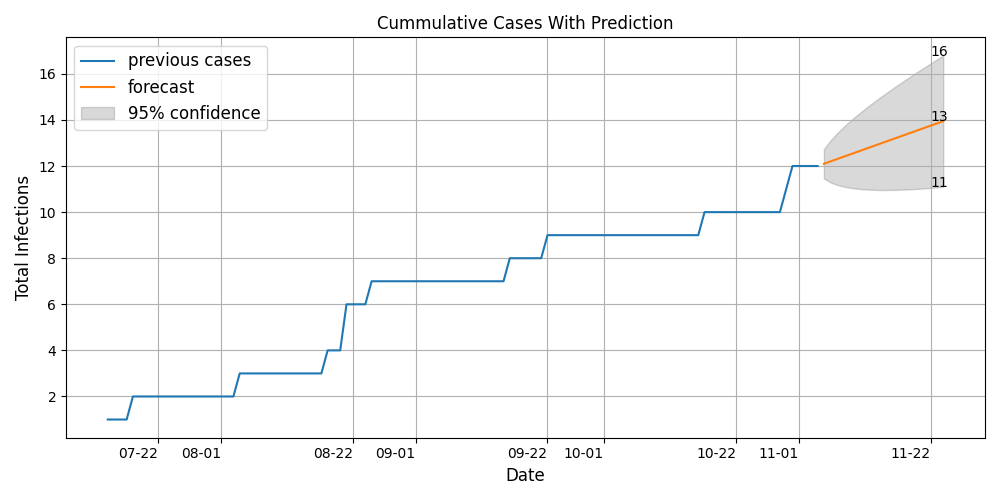 Cummulative Cases With Prediction
previous cases
forecast
95% confidence
16
14
12
10
8
6
4
2
Total Infections
16
13
11
07-22 08-01 08-22 09-01 09-22 10-01 10-22 11-01 11-22
Date